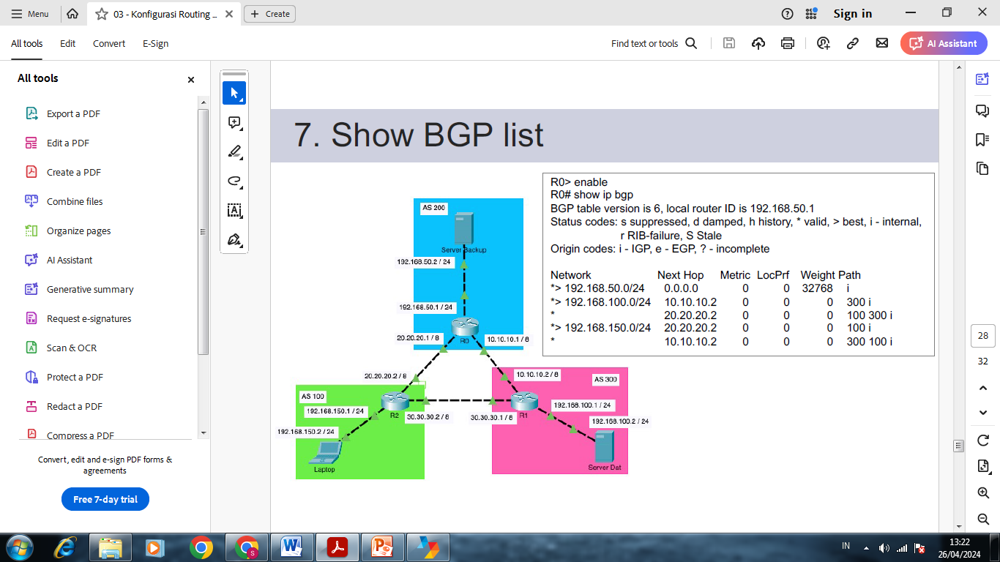 Menu
03 - Konfigurasi Routing ...
Create
Sign in
All tools
Edit
Convert
E-Sign
Find text or tools
AI Assistant
All tools
Export a PDF
Edit a PDF
Create a PDF
Combine files
Organize pages
AI Assistant
Generative summary
Request e-signatures
Scan & OCR
Protect a PDF
Redact a PDF
Compress a PDF
Convert, edit and e-sign PDF forms &
agreements
Free 7-day trial
7. Show BGP list
AS 200
Server Backup
192.168.50.2 / 24
192.168.50.1 / 24
20.20.20.1 / 8
R0
10.10.10.1 / 8
20.20.20.2 / 8
10.10.10.2 / 8
AS 300
AS 100
192.168.150.1 / 24
R2
30.30.30.2 / 8
30.30.30.1 / 8
R1
192.168.100.1 / 24
192.168.100.2 / 24
192.168.150.2 / 24
Laptop
Server Dat
R0> enable
R0# show ip bgp
BGP table version is 6, local router ID is 192.168.50.1
Status codes: s suppressed, d damped, h history, * valid, > best, i - internal,
r RIB-failure, S Stale
Origin codes: i - IGP, e - EGP, ? - incomplete
Network Next Hop Metric LocPrf Weight Path
*> 192.168.50.0/24 0.0.0.0 0 0 32768 i
*> 192.168.100.0/24 10.10.10.2 0 0 0 300 i
* 20.20.20.2 0 0 0 100 300 i
*> 192.168.150.0/24 20.20.20.2 0 0 0 100 i
* 10.10.10.2 0 0 0 300 100 i
28
32
IN
13:22
26/04/2024